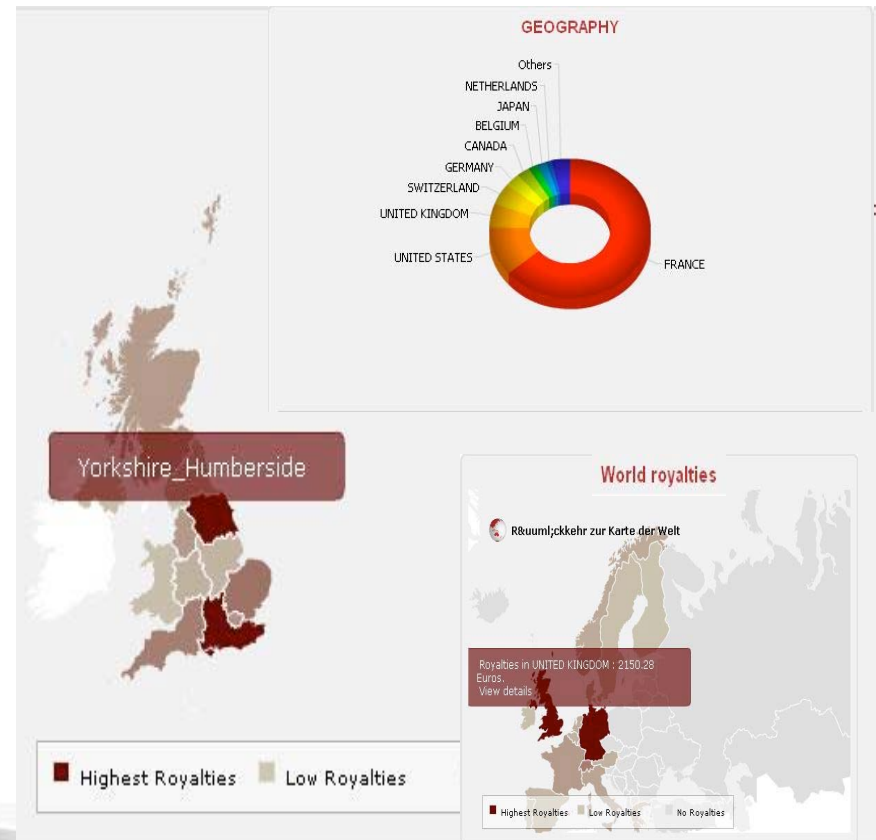 GEOGRAPHY
Others
NETHERLANDS
JAPAN
BELGIUM
CANADA
GERMANY
SWITZERLAND
UNITED KINGDOM
UNITED STATES
FRANCE
Yorkshire_Humberside
Highest Royalties Low Royalties
World royalties
R&uuml;ckkehr zur Karte der Welt
Royalties in UNITED KINGDOM : 2150.28
Euros.
View details
Highest Royalties Low Royalties No Royalties